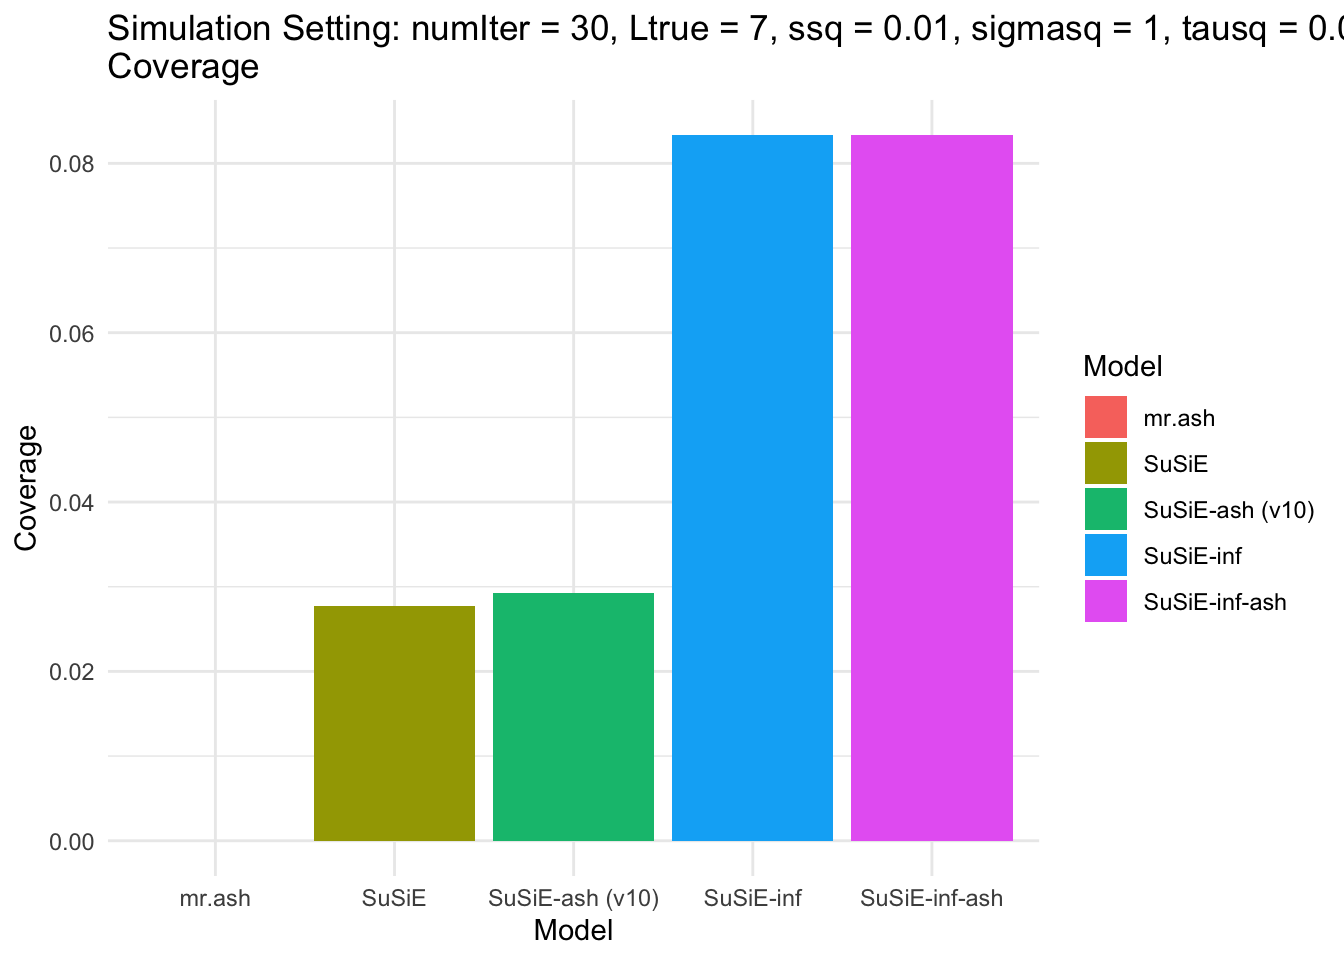 Simulation Setting: numIter = 30, Ltrue = 7, ssq = 0.01, sigmasq = 1, tausq = 0.0
Coverage
0.08
0.06
0.04
0.02
0.00
Coverage
mr.ash
SuSiE
SuSiE-ash (v10)
SuSiE-inf
SuSiE-inf-ash
Model
Model
mr.ash
SuSiE
SuSiE-ash (v10)
SuSiE-inf
SuSiE-inf-ash